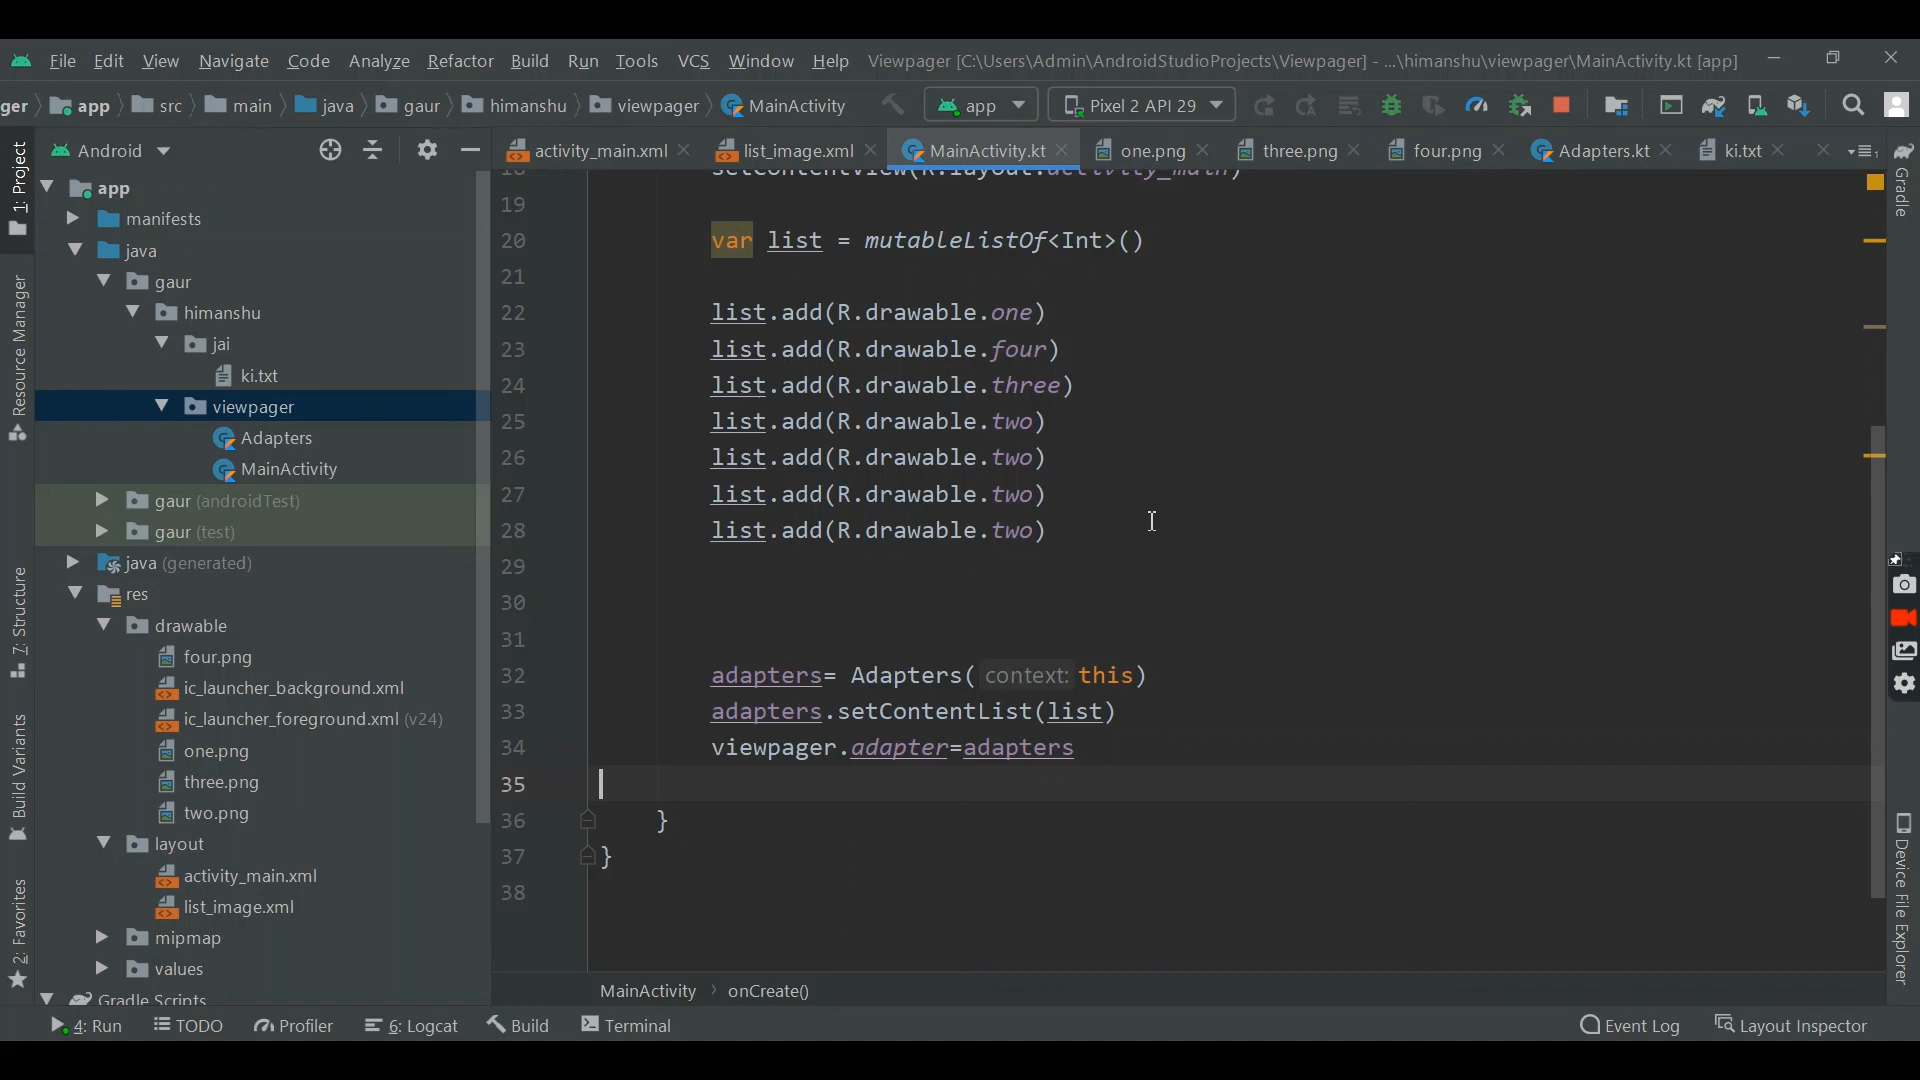 File Edit View Navigate Code Analyze Refactor Build Run Tools VCS Window Help Viewpager [C:\Users\Admin\AndroidStudioProjects\Viewpager] - ...\himanshu\viewpager\MainActivity.kt [app]
ger app src main java gaur himanshu viewpager MainActivity app Pixel 2 API 29
Android activity_main.xml list_image.xml MainActivity.kt one.png three.png four.png Adapters.kt ki.txt
1: Project
Resource Manager
7: Structure
Build Variants
2: Favorites
app
manifests
java
gaur
himanshu
jai
ki.txt
viewpager
Adapters
MainActivity
gaur (androidTest)
gaur (test)
java (generated)
res
drawable
four.png
ic_launcher_background.xml
ic_launcher_foreground.xml (v24)
one.png
three.png
two.png
layout
activity_main.xml
list_image.xml
mipmap
values
Gradle Scripts
18 setContentView(R.layout.activity_main)
19
20 var list = mutableListOf<Int>()
21
22 list.add(R.drawable.one)
23 list.add(R.drawable.four)
24 list.add(R.drawable.three)
25 list.add(R.drawable.two)
26 list.add(R.drawable.two)
27 list.add(R.drawable.two)
28 list.add(R.drawable.two)
29
30
31
32 adapters= Adapters( context: this)
33 adapters.setContentList(list)
34 viewpager.adapter=adapters
35
36 }
37 }
38
MainActivity onCreate()
Gradle
Device File Explorer
4: Run TODO Profiler 6: Logcat Build Terminal Event Log Layout Inspector